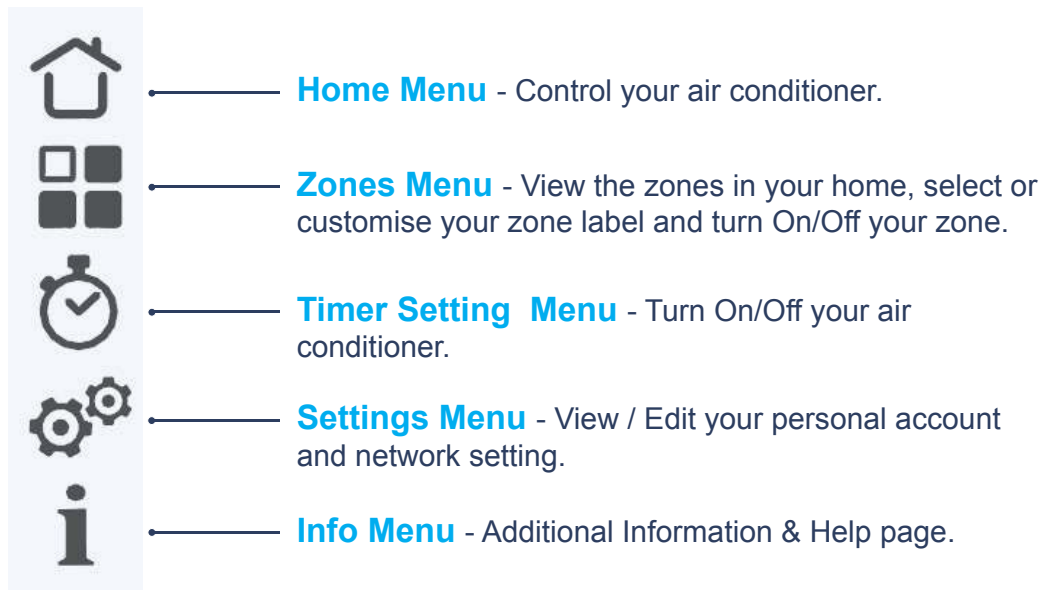 Home Menu - Control your air conditioner.
Zones Menu - View the zones in your home, select or
customise your zone label and turn On/Off your zone.
Timer Setting Menu - Turn On/Off your air
conditioner.
Settings Menu - View / Edit your personal account
and network setting.
Info Menu - Additional Information & Help page.